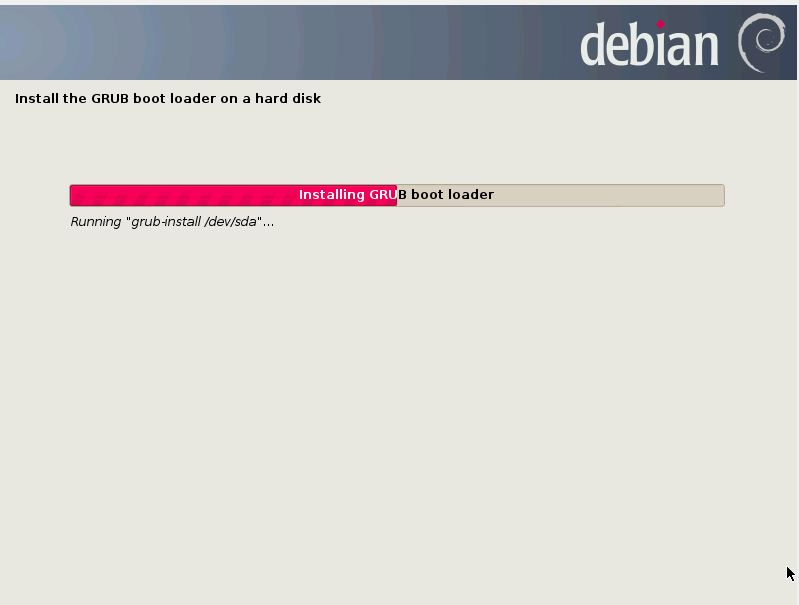 debian
Install the GRUB boot loader on a hard disk
Installing GRUB boot loader
Running "grub-install /dev/sda"...